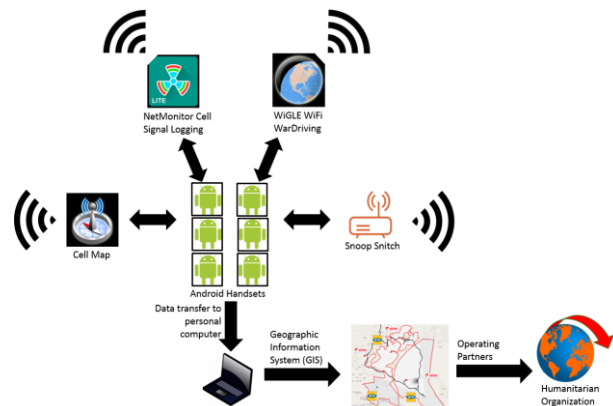 LITE
NetMonitor Cell
Signal Logging
WiGLE WiFi
WarDriving
Cell Map
Snoop Snitch
Android Handsets
Data transfer to
personal
computer
Geographic
Information
System (GIS)
Operating
Partners
Humanitarian
Organization